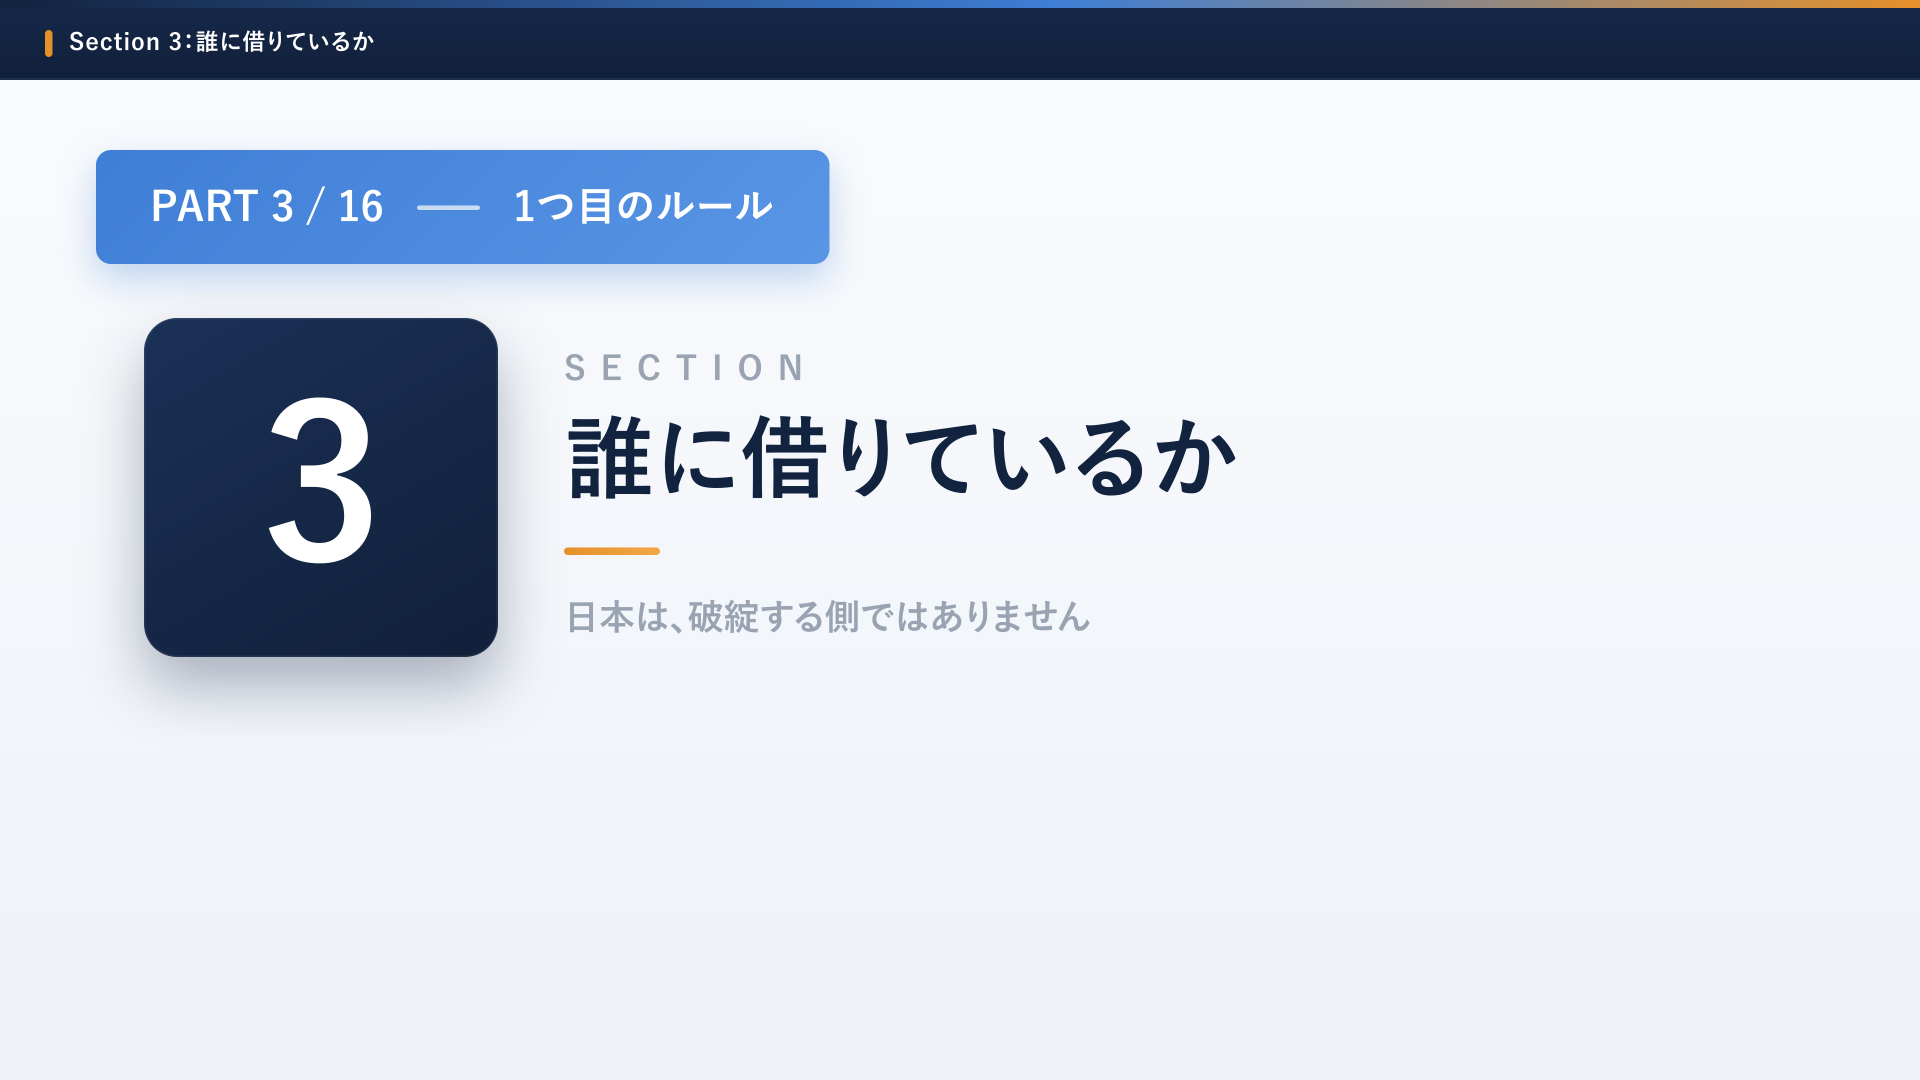 Section 3：誰に借りているか
PART 3 / 16 — 1つ目のルール
3
SECTION
誰に借りているか
日本は、破綻する側ではありません